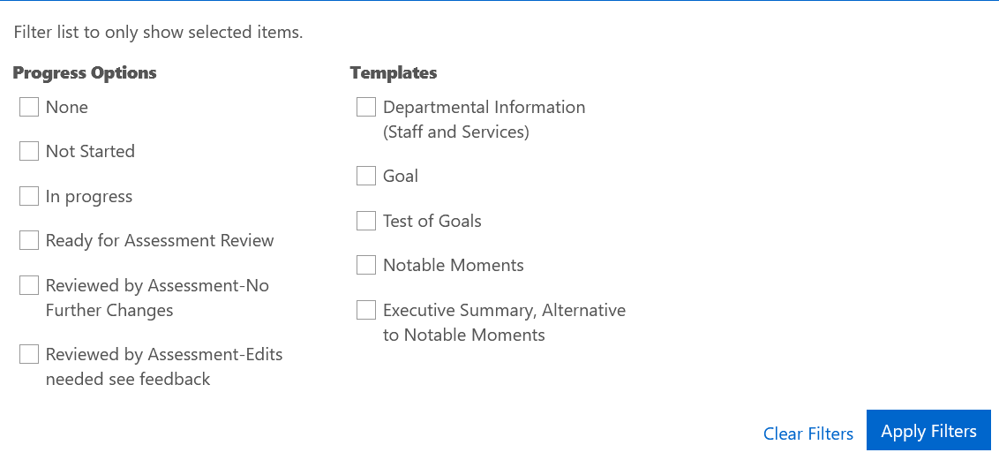 Filter list to only show selected items.
Progress Options
None
Not Started
In progress
Ready for Assessment Review
Reviewed by Assessment-No
Further Changes
Reviewed by Assessment-Edits
needed see feedback
Templates
Departmental Information
(Staff and Services)
Goal
Test of Goals
Notable Moments
Executive Summary, Alternative
to Notable Moments
Clear Filters
Apply Filters